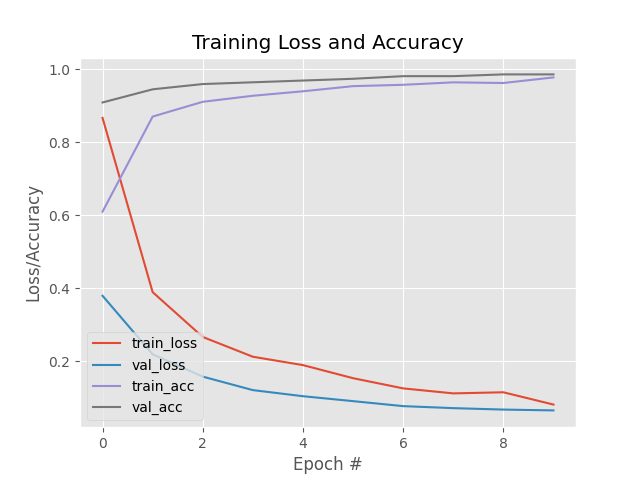 Training Loss and Accuracy
Loss/Accuracy
1.0
0.8
0.6
0.4
0.2
train_loss
val_loss
train_acc
val_acc
0 2 4 6 8
Epoch #